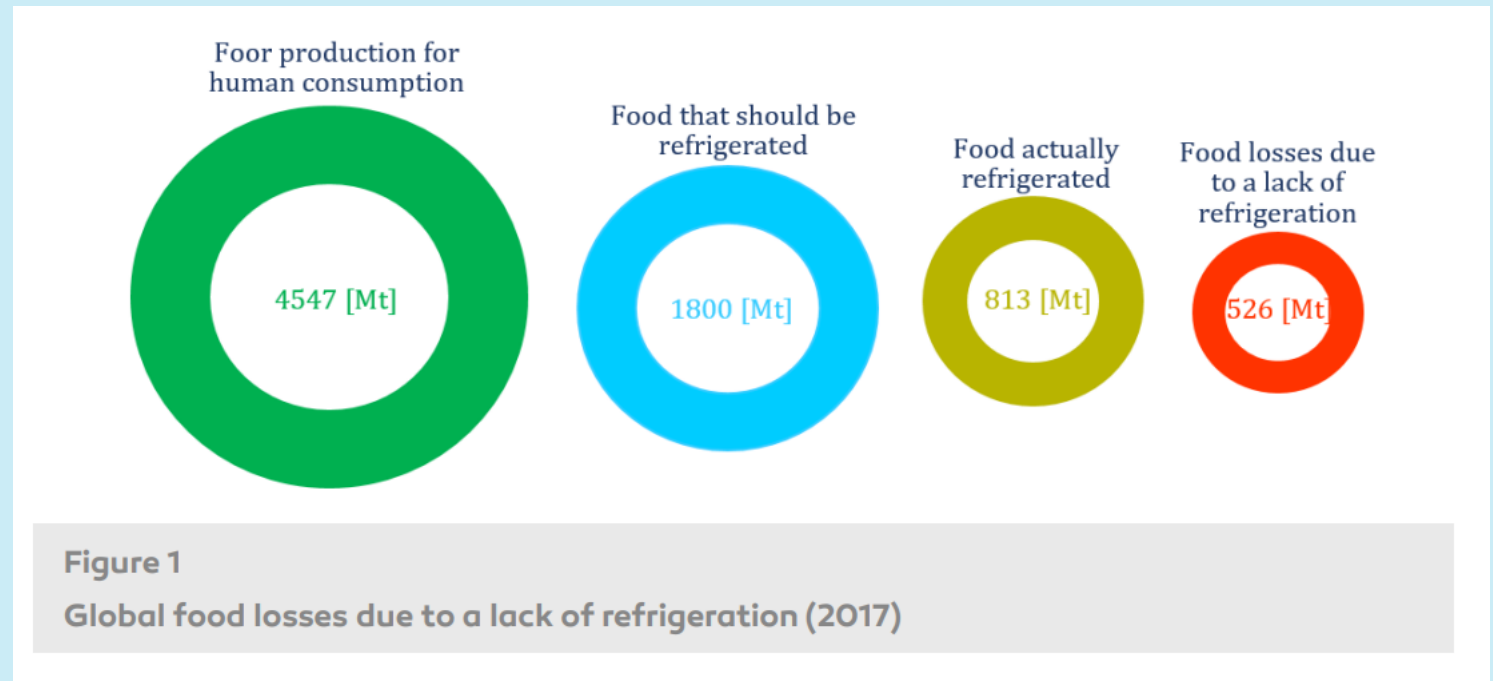 Foor production for
human consumption
4547 [Mt]
Food that should be
refrigerated
1800 [Mt]
Food actually
refrigerated
813 [Mt]
Food losses due
to a lack of
refrigeration
526 [Mt]
Figure 1
Global food losses due to a lack of refrigeration (2017)